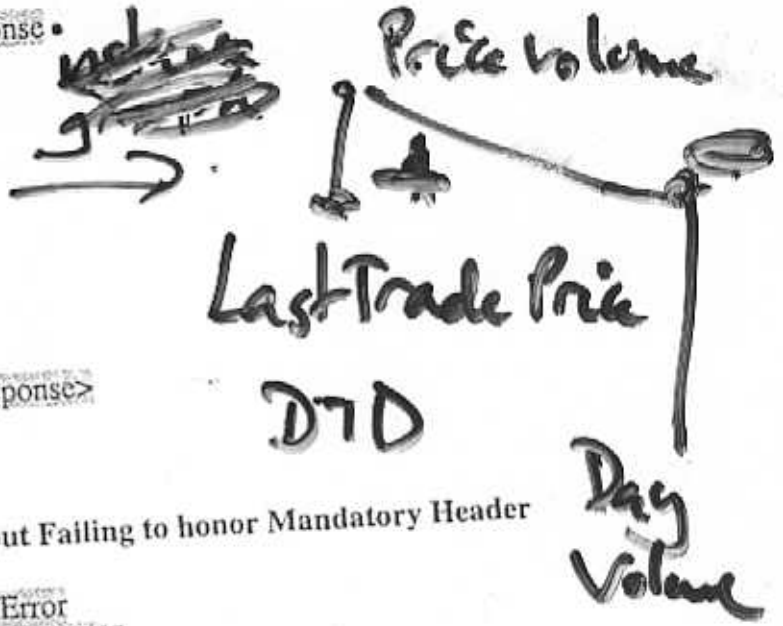 onse
Price Volume
Last Trade Price
ponse>
DTD
ut Failing to honor Mandatory Header
Day
Volume
Error